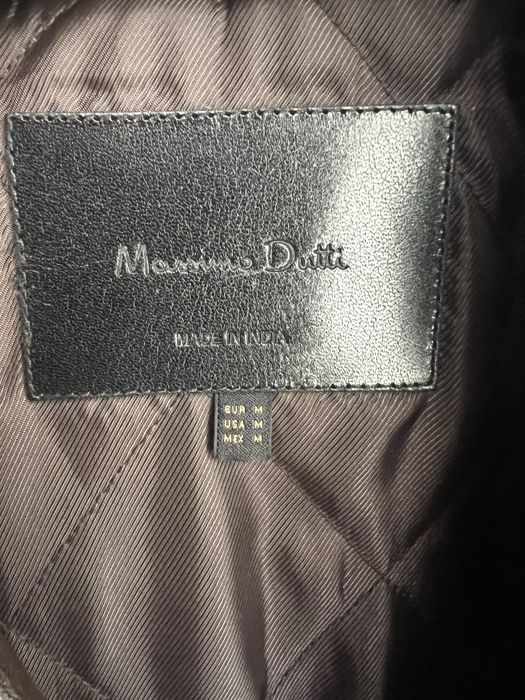 Massimo Dutti
MADE IN INDIA
EUR M
USA M
MEX M